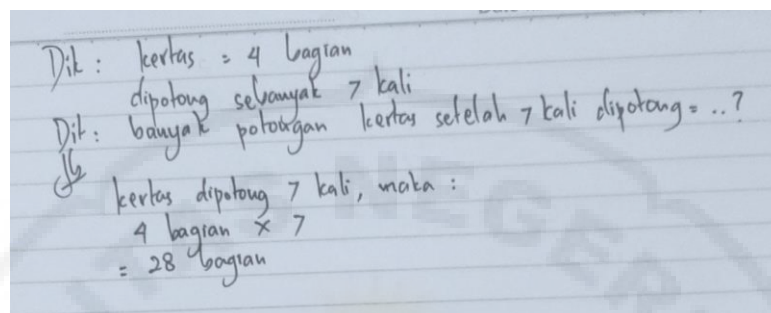 Dik : kertas = 4 bagian
dipotong sebanyak 7 kali
Dit : banyak potongan kertas setelah 7 kali dipotong = ..?
Jb
kertas dipotong 7 kali, maka :
4 bagian x 7
= 28 bagian